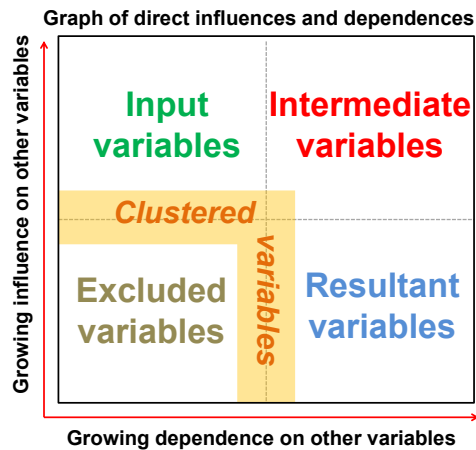 Graph of direct influences and dependences
Growing influence on other variables
Input
variables
Intermediate
variables
Clustered
variables
Excluded
variables
Resultant
variables
Growing dependence on other variables